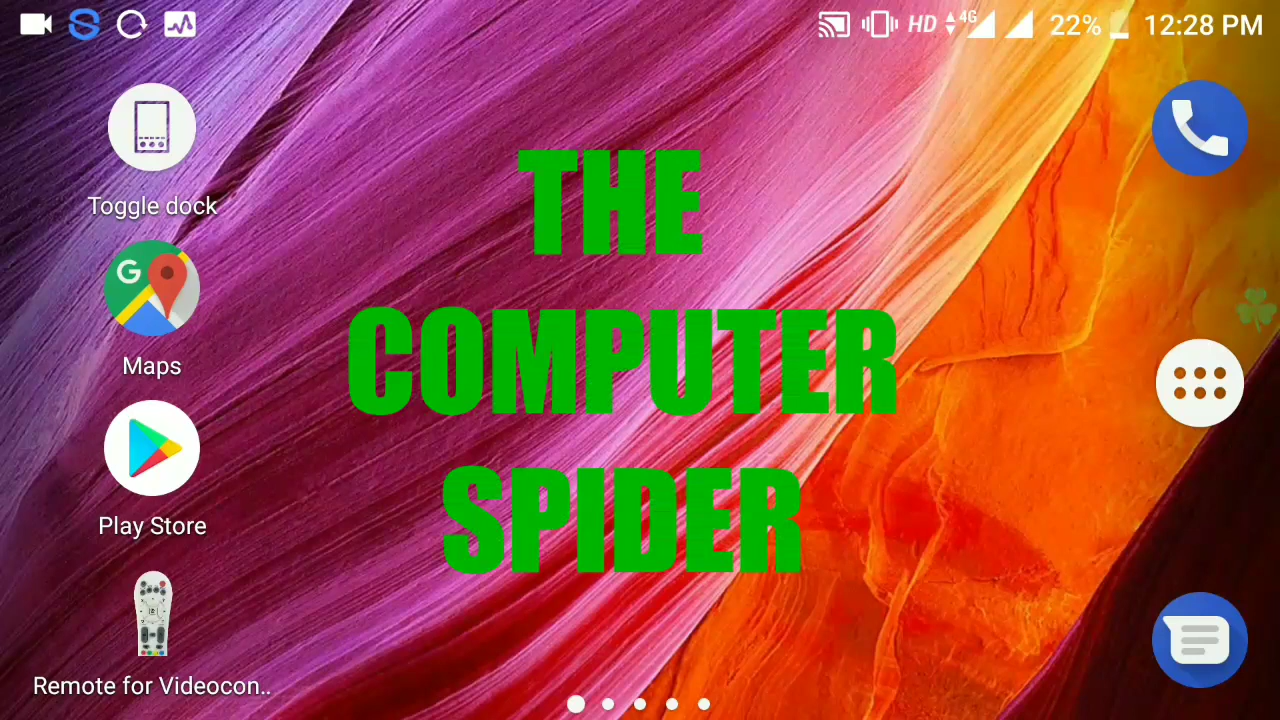 HD 4G 22% 12:28 PM
Toggle dock
THE
G
Maps
COMPUTER
Play Store
SPIDER
Remote for Videocon..